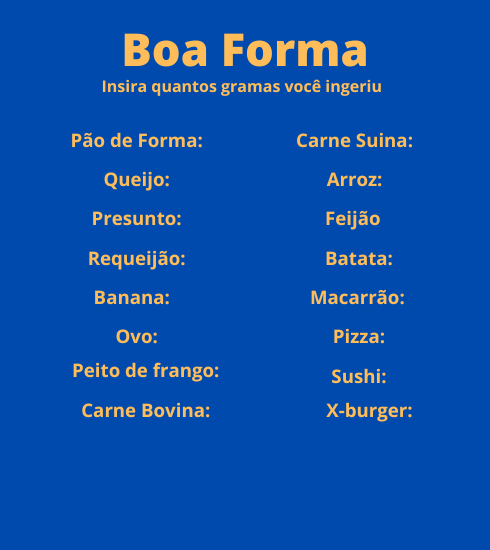 Boa Forma
Insira quantos gramas você ingeriu
Pão de Forma:
Queijo:
Presunto:
Requeijão:
Banana:
Ovo:
Peito de frango:
Carne Bovina:
Carne Suina:
Arroz:
Feijão
Batata:
Macarrão:
Pizza:
Sushi:
X-burger: